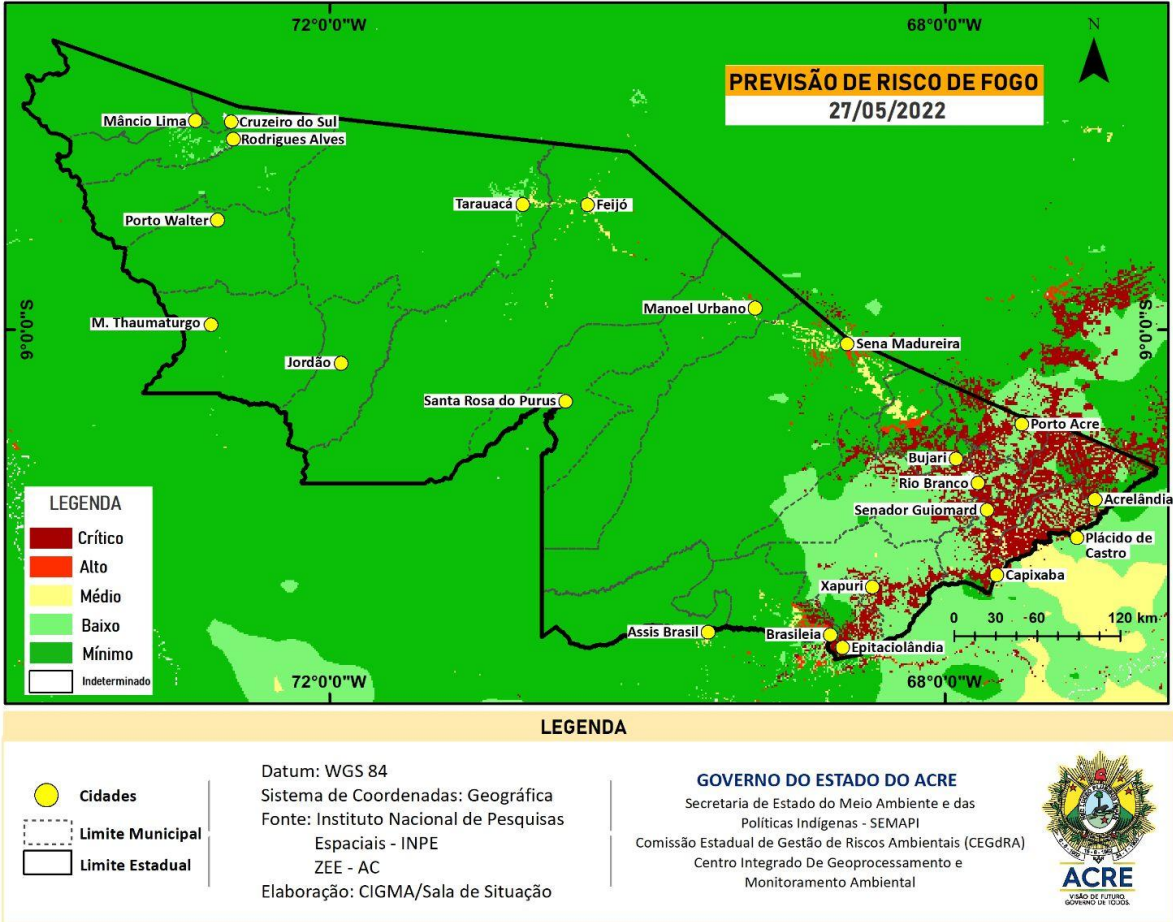 72°0'0"W
68°0'0"W
N
PREVISÃO DE RISCO DE FOGO
27/05/2022
Mâncio Lima
Cruzeiro do Sul
Rodrigues Alves
Tarauacá
Feijó
Porto Walter
9°0'0"S
9°0'0"S
M. Thaumaturgo
Manoel Urbano
Sena Madureira
Jordão
Santa Rosa do Purus
Porto Acre
Bujari
Rio Branco
Acrelândia
Senador Guiomard
Plácido de
Castro
Capixaba
Xapuri
Assis Brasil
Brasileia
Epitaciolândia
0 30 60 120 km
LEGENDA
Crítico
Alto
Médio
Baixo
Mínimo
Indeterminado
72°0'0"W
68°0'0"W
LEGENDA
Cidades
Limite Municipal
Limite Estadual
Datum: WGS 84
Sistema de Coordenadas: Geográfica
Fonte: Instituto Nacional de Pesquisas
Espaciais - INPE
ZEE - AC
Elaboração: CIGMA/Sala de Situação
GOVERNO DO ESTADO DO ACRE
Secretaria de Estado do Meio Ambiente e das
Políticas Indígenas - SEMAPI
Comissão Estadual de Gestão de Riscos Ambientais (CEGdRA)
Centro Integrado De Geoprocessamento e
Monitoramento Ambiental
ACRE
VISÃO DE FUTURO,
GOVERNO DE TODOS.